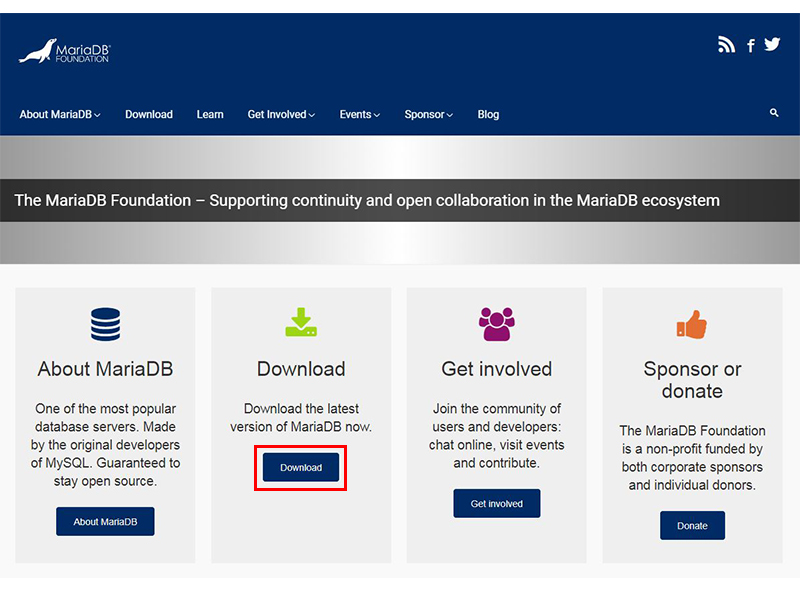 MariaDB
FOUNDATION
About MariaDB Download Learn Get Involved Events Sponsor Blog
The MariaDB Foundation – Supporting continuity and open collaboration in the MariaDB ecosystem
About MariaDB
One of the most popular
database servers. Made
by the original developers
of MySQL. Guaranteed to
stay open source.
About MariaDB
Download
Download the latest
version of MariaDB now.
Download
Get involved
Join the community of
users and developers:
chat online, visit events
and contribute.
Get involved
Sponsor or
donate
The MariaDB Foundation
is a non-profit funded by
both corporate sponsors
and individual donors.
Donate